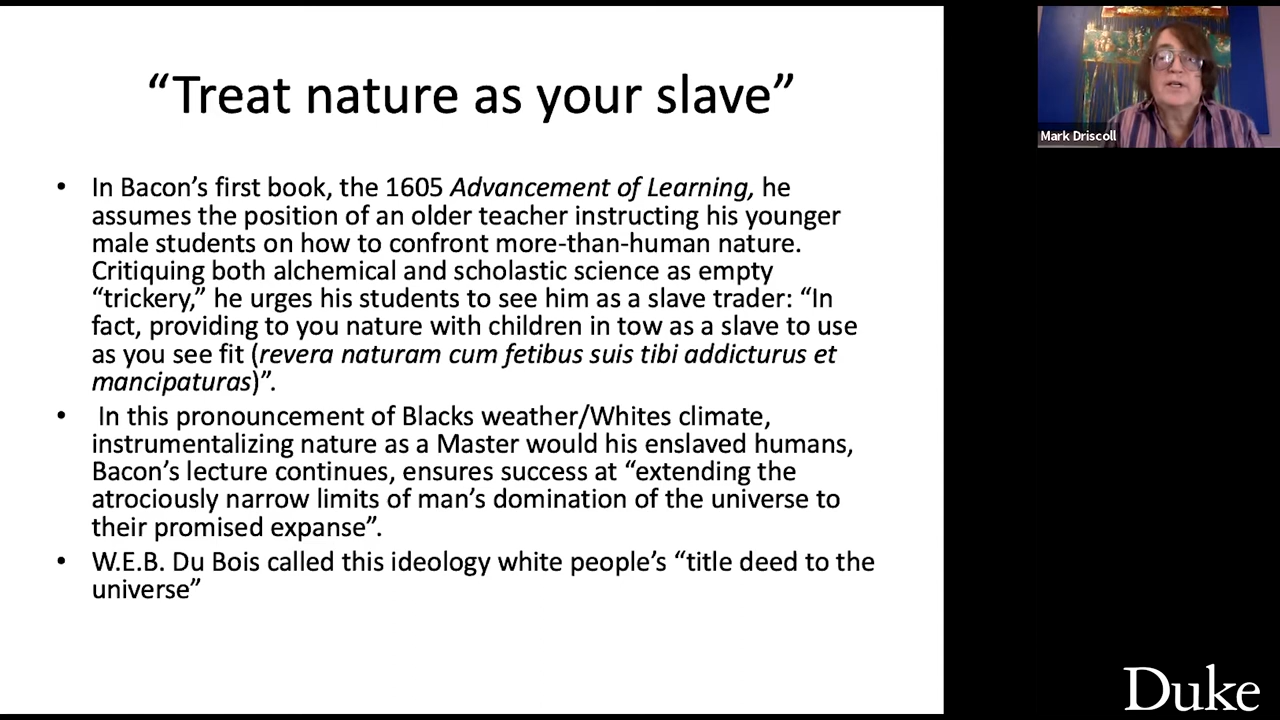 “Treat nature as your slave”
• In Bacon’s first book, the 1605 Advancement of Learning, he
assumes the position of an older teacher instructing his younger
male students on how to confront more-than-human nature.
Critiquing both alchemical and scholastic science as empty
“trickery,” he urges his students to see him as a slave trader: “In
fact, providing to you nature with children in tow as a slave to use
as you see fit (revera naturam cum fetibus suis tibi addicturus et
mancipaturas)”.
• In this pronouncement of Blacks weather/Whites climate,
instrumentalizing nature as a Master would his enslaved humans,
Bacon’s lecture continues, ensures success at “extending the
atrociously narrow limits of man’s domination of the universe to
their promised expanse”.
• W.E.B. Du Bois called this ideology white people’s “title deed to the
universe”
Mark Driscoll
Duke